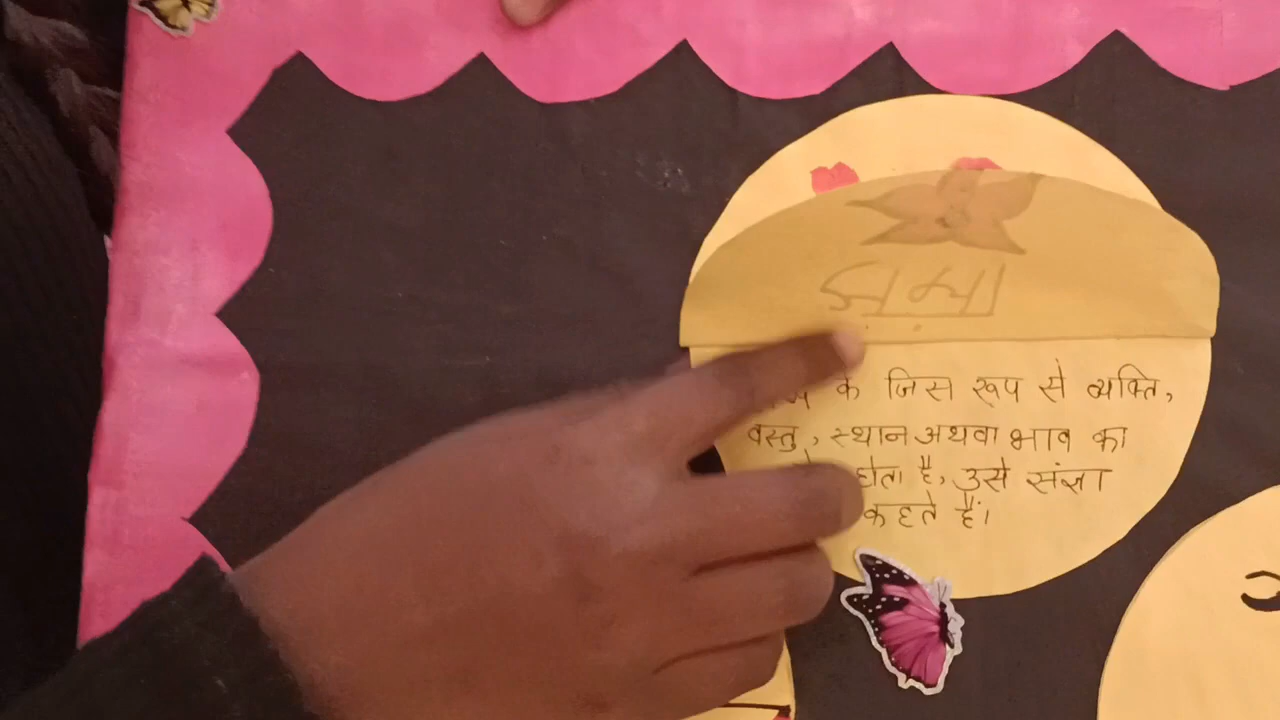 के जिस रूप से व्यक्ति,
वस्तु, स्थान अथवा भाव का
होता है, उसे संज्ञा
कहते हैं।